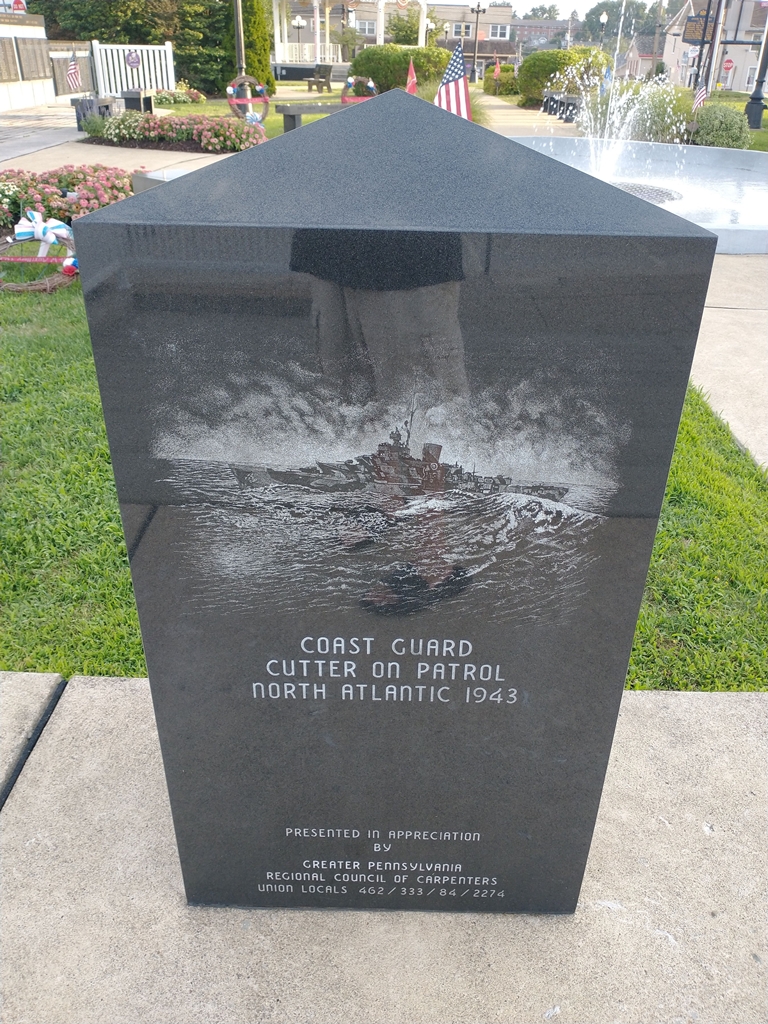 COAST GUARD
CUTTER ON PATROL
NORTH ATLANTIC 1943
PRESENTED IN APPRECIATION
BY
GREATER PENNSYLVANIA
REGIONAL COUNCIL OF CARPENTERS
UNION LOCALS 462/333/84/2274